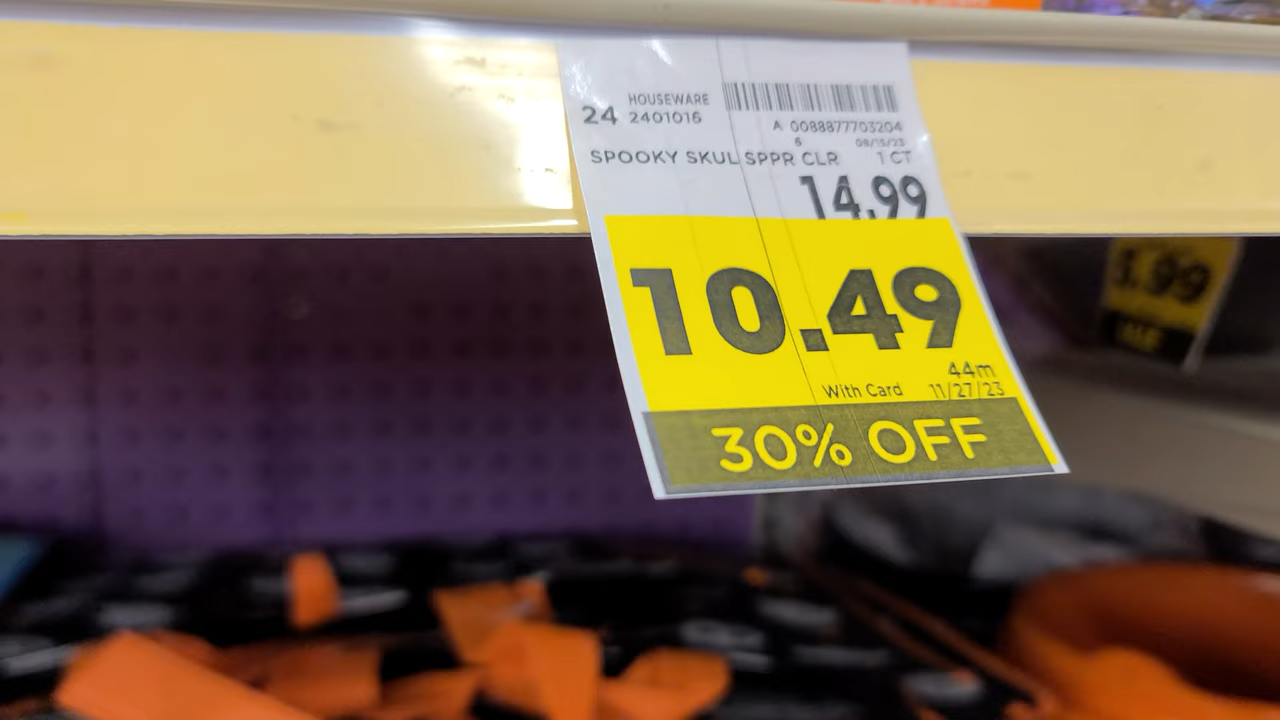 HOUSEWARE
24 2401016
A 0088877703204
6 08/15/23
SPOOKY SKUL SPPR CLR 1 CT
14.99
10.49
44m
With Card 11/27/23
30% OFF
.99